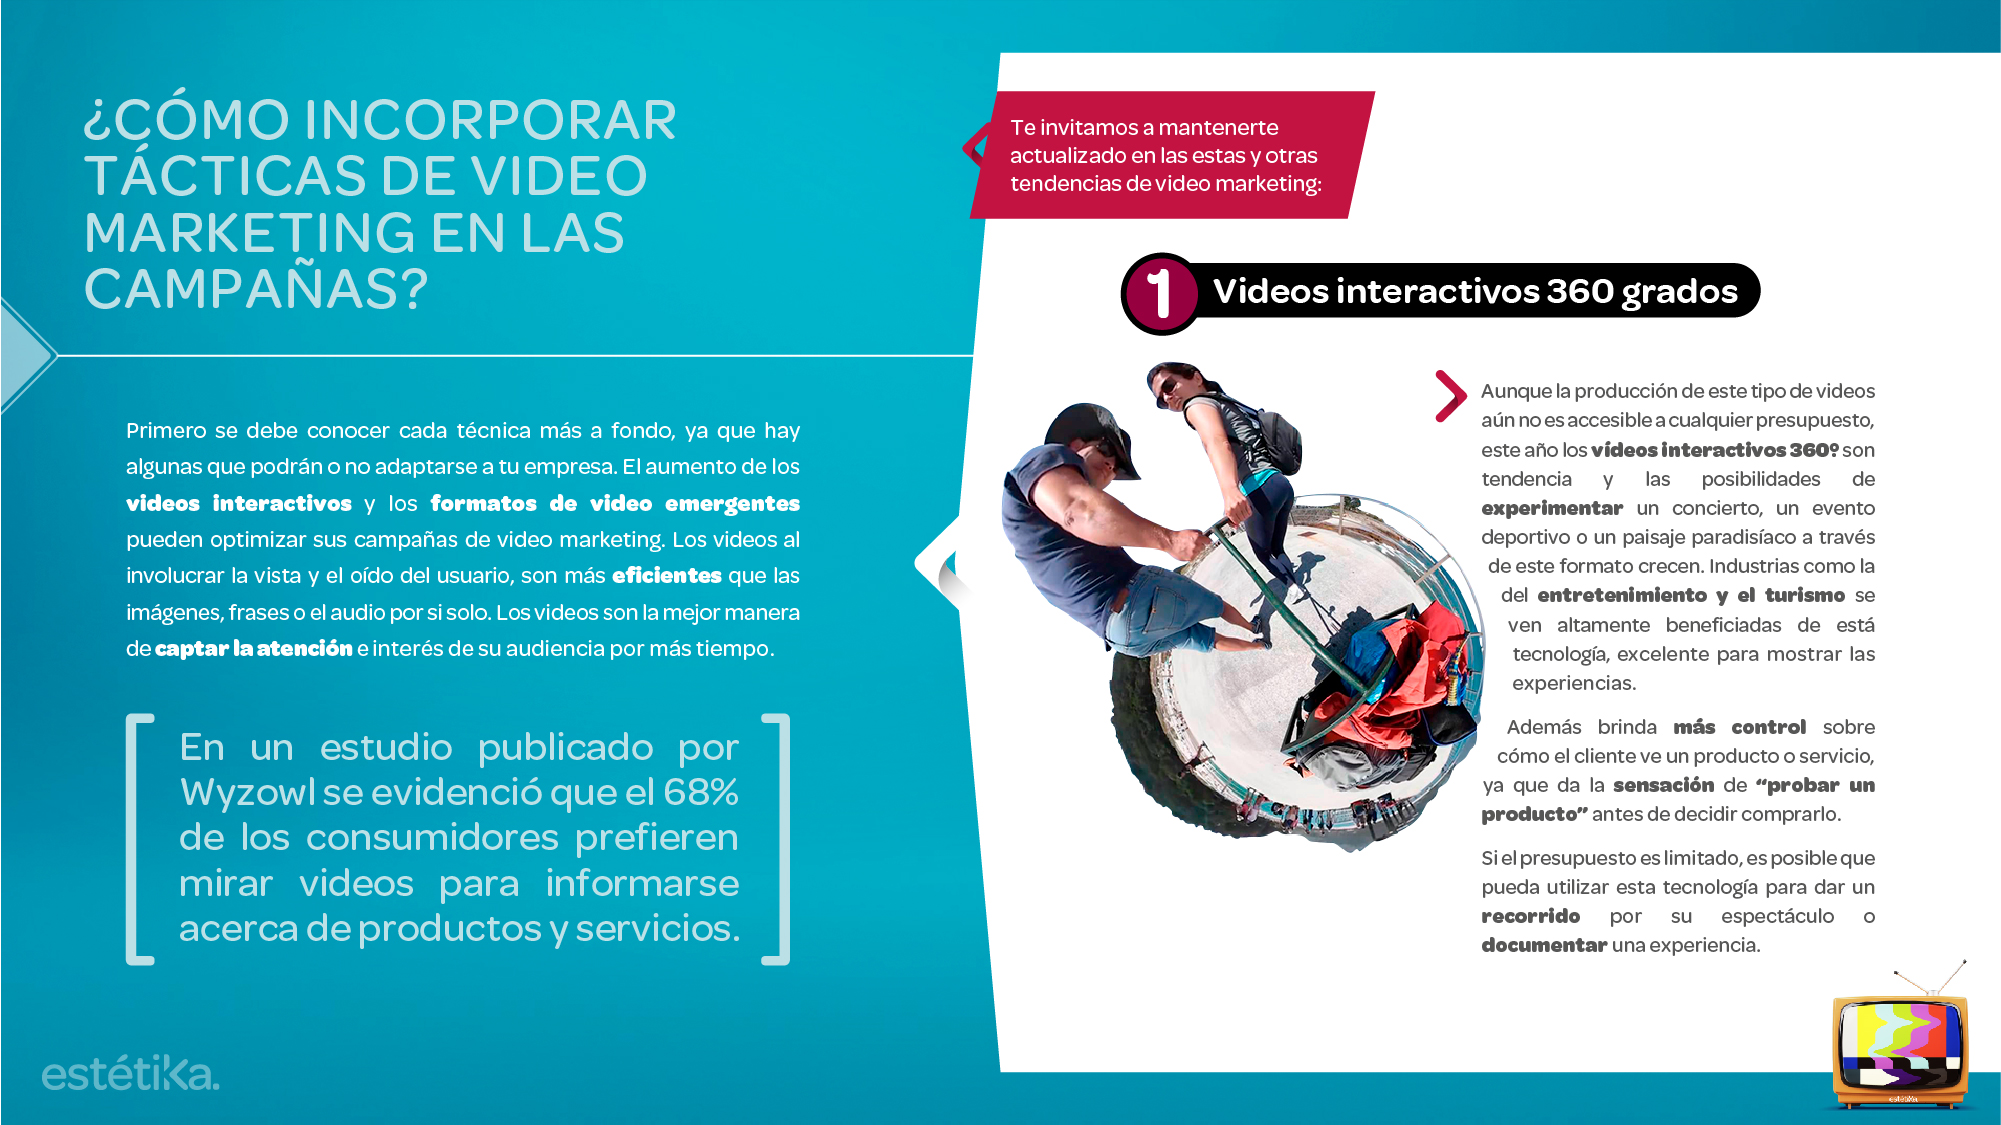 ¿CÓMO INCORPORAR
TÁCTICAS DE VIDEO
MARKETING EN LAS
CAMPAÑAS?
Primero se debe conocer cada técnica más a fondo, ya que hay
algunas que podrán o no adaptarse a tu empresa. El aumento de los
videos interactivos y los formatos de video emergentes
pueden optimizar sus campañas de video marketing. Los videos al
involucrar la vista y el oído del usuario, son más eficientes que las
imágenes, frases o el audio por si solo. Los videos son la mejor manera
de captar la atención e interés de su audiencia por más tiempo.
En un estudio publicado por
Wyzowl se evidenció que el 68%
de los consumidores prefieren
mirar videos para informarse
acerca de productos y servicios.
estétika.
Te invitamos a mantenerte
actualizado en las estas y otras
tendencias de video marketing:
1 Videos interactivos 360 grados
Aunque la producción de este tipo de videos
aún no es accesible a cualquier presupuesto,
este año los vídeos interactivos 360º son
tendencia y las posibilidades de
experimentar un concierto, un evento
deportivo o un paisaje paradisíaco a través
de este formato crecen. Industrias como la
del entretenimiento y el turismo se
ven altamente beneficiadas de está
tecnología, excelente para mostrar las
experiencias.
Además brinda más control sobre
cómo el cliente ve un producto o servicio,
ya que da la sensación de “probar un
producto” antes de decidir comprarlo.
Si el presupuesto es limitado, es posible que
pueda utilizar esta tecnología para dar un
recorrido por su espectáculo o
documentar una experiencia.
estétika.